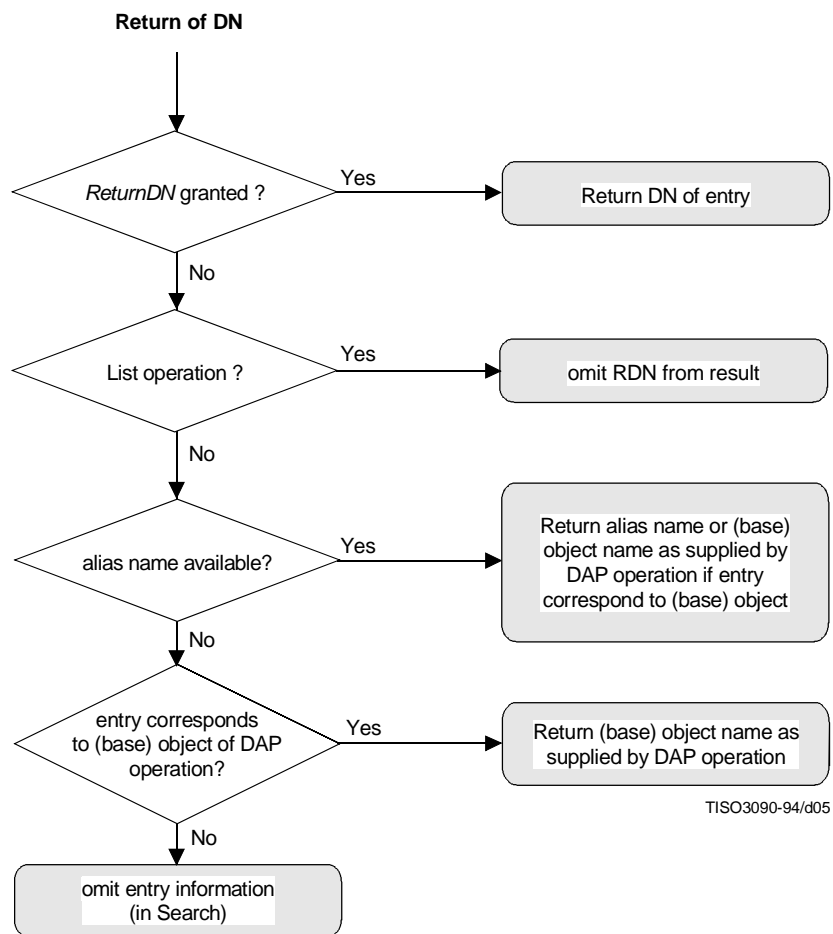 Return of DN
ReturnDN granted ?
Yes
Return DN of entry
No
List operation ?
Yes
omit RDN from result
No
alias name available?
Yes
Return alias name or (base)
object name as supplied by
DAP operation if entry
correspond to (base) object
No
entry corresponds
to (base) object of DAP
operation?
Yes
Return (base) object name as
supplied by DAP operation
TISO3090-94/d05
No
omit entry information
(in Search)